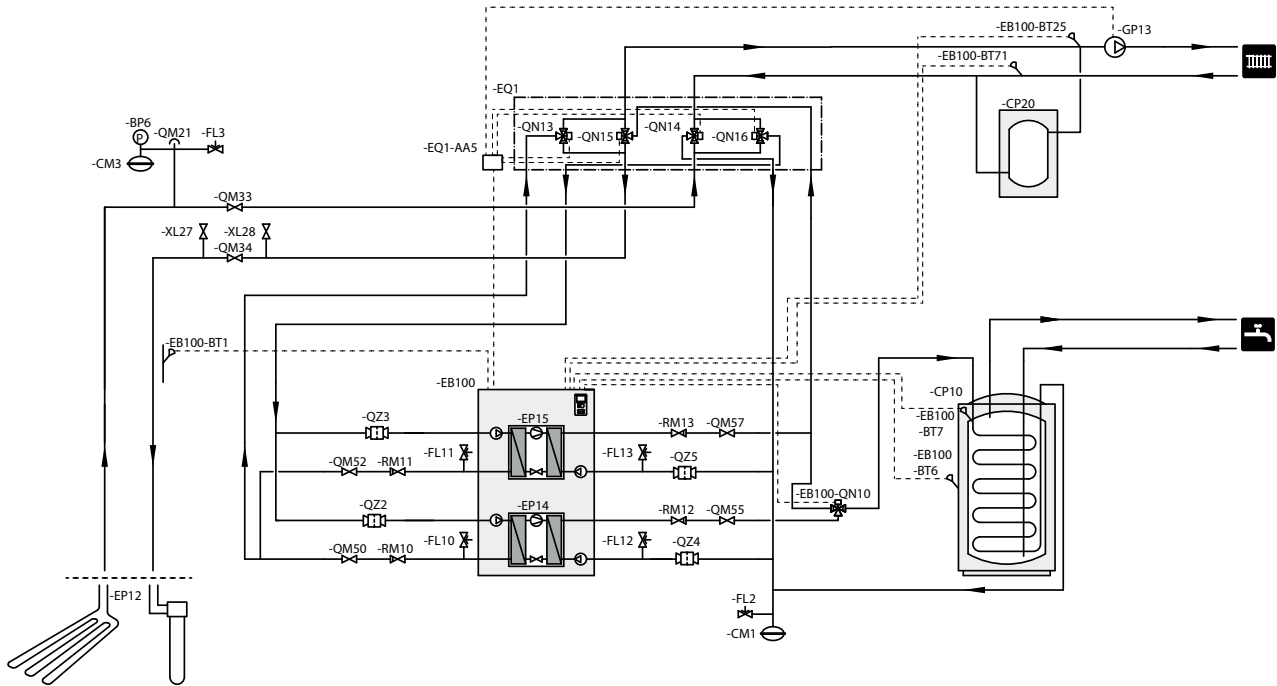 -EB100-BT25
-GP13
-EB100-BT71
-EQ1
-CP20
-BP6
P
-QM21
-FL3
-CM3
-QN13
-QN15
-QN14
-QN16
-EQ1-AA5
-QM33
-XL27
-XL28
-QM34
-EB100-BT1
-EB100
-CP10
-EB100
-BT7
-EB100
-BT6
-QZ3
-EP15
-RM13
-QM57
-FL11
-FL13
-QM52
-RM11
-QZ5
-EB100-QN10
-QZ2
-EP14
-RM12
-QM55
-FL10
-FL12
-QM50
-RM10
-QZ4
-EP12
-FL2
-CM1